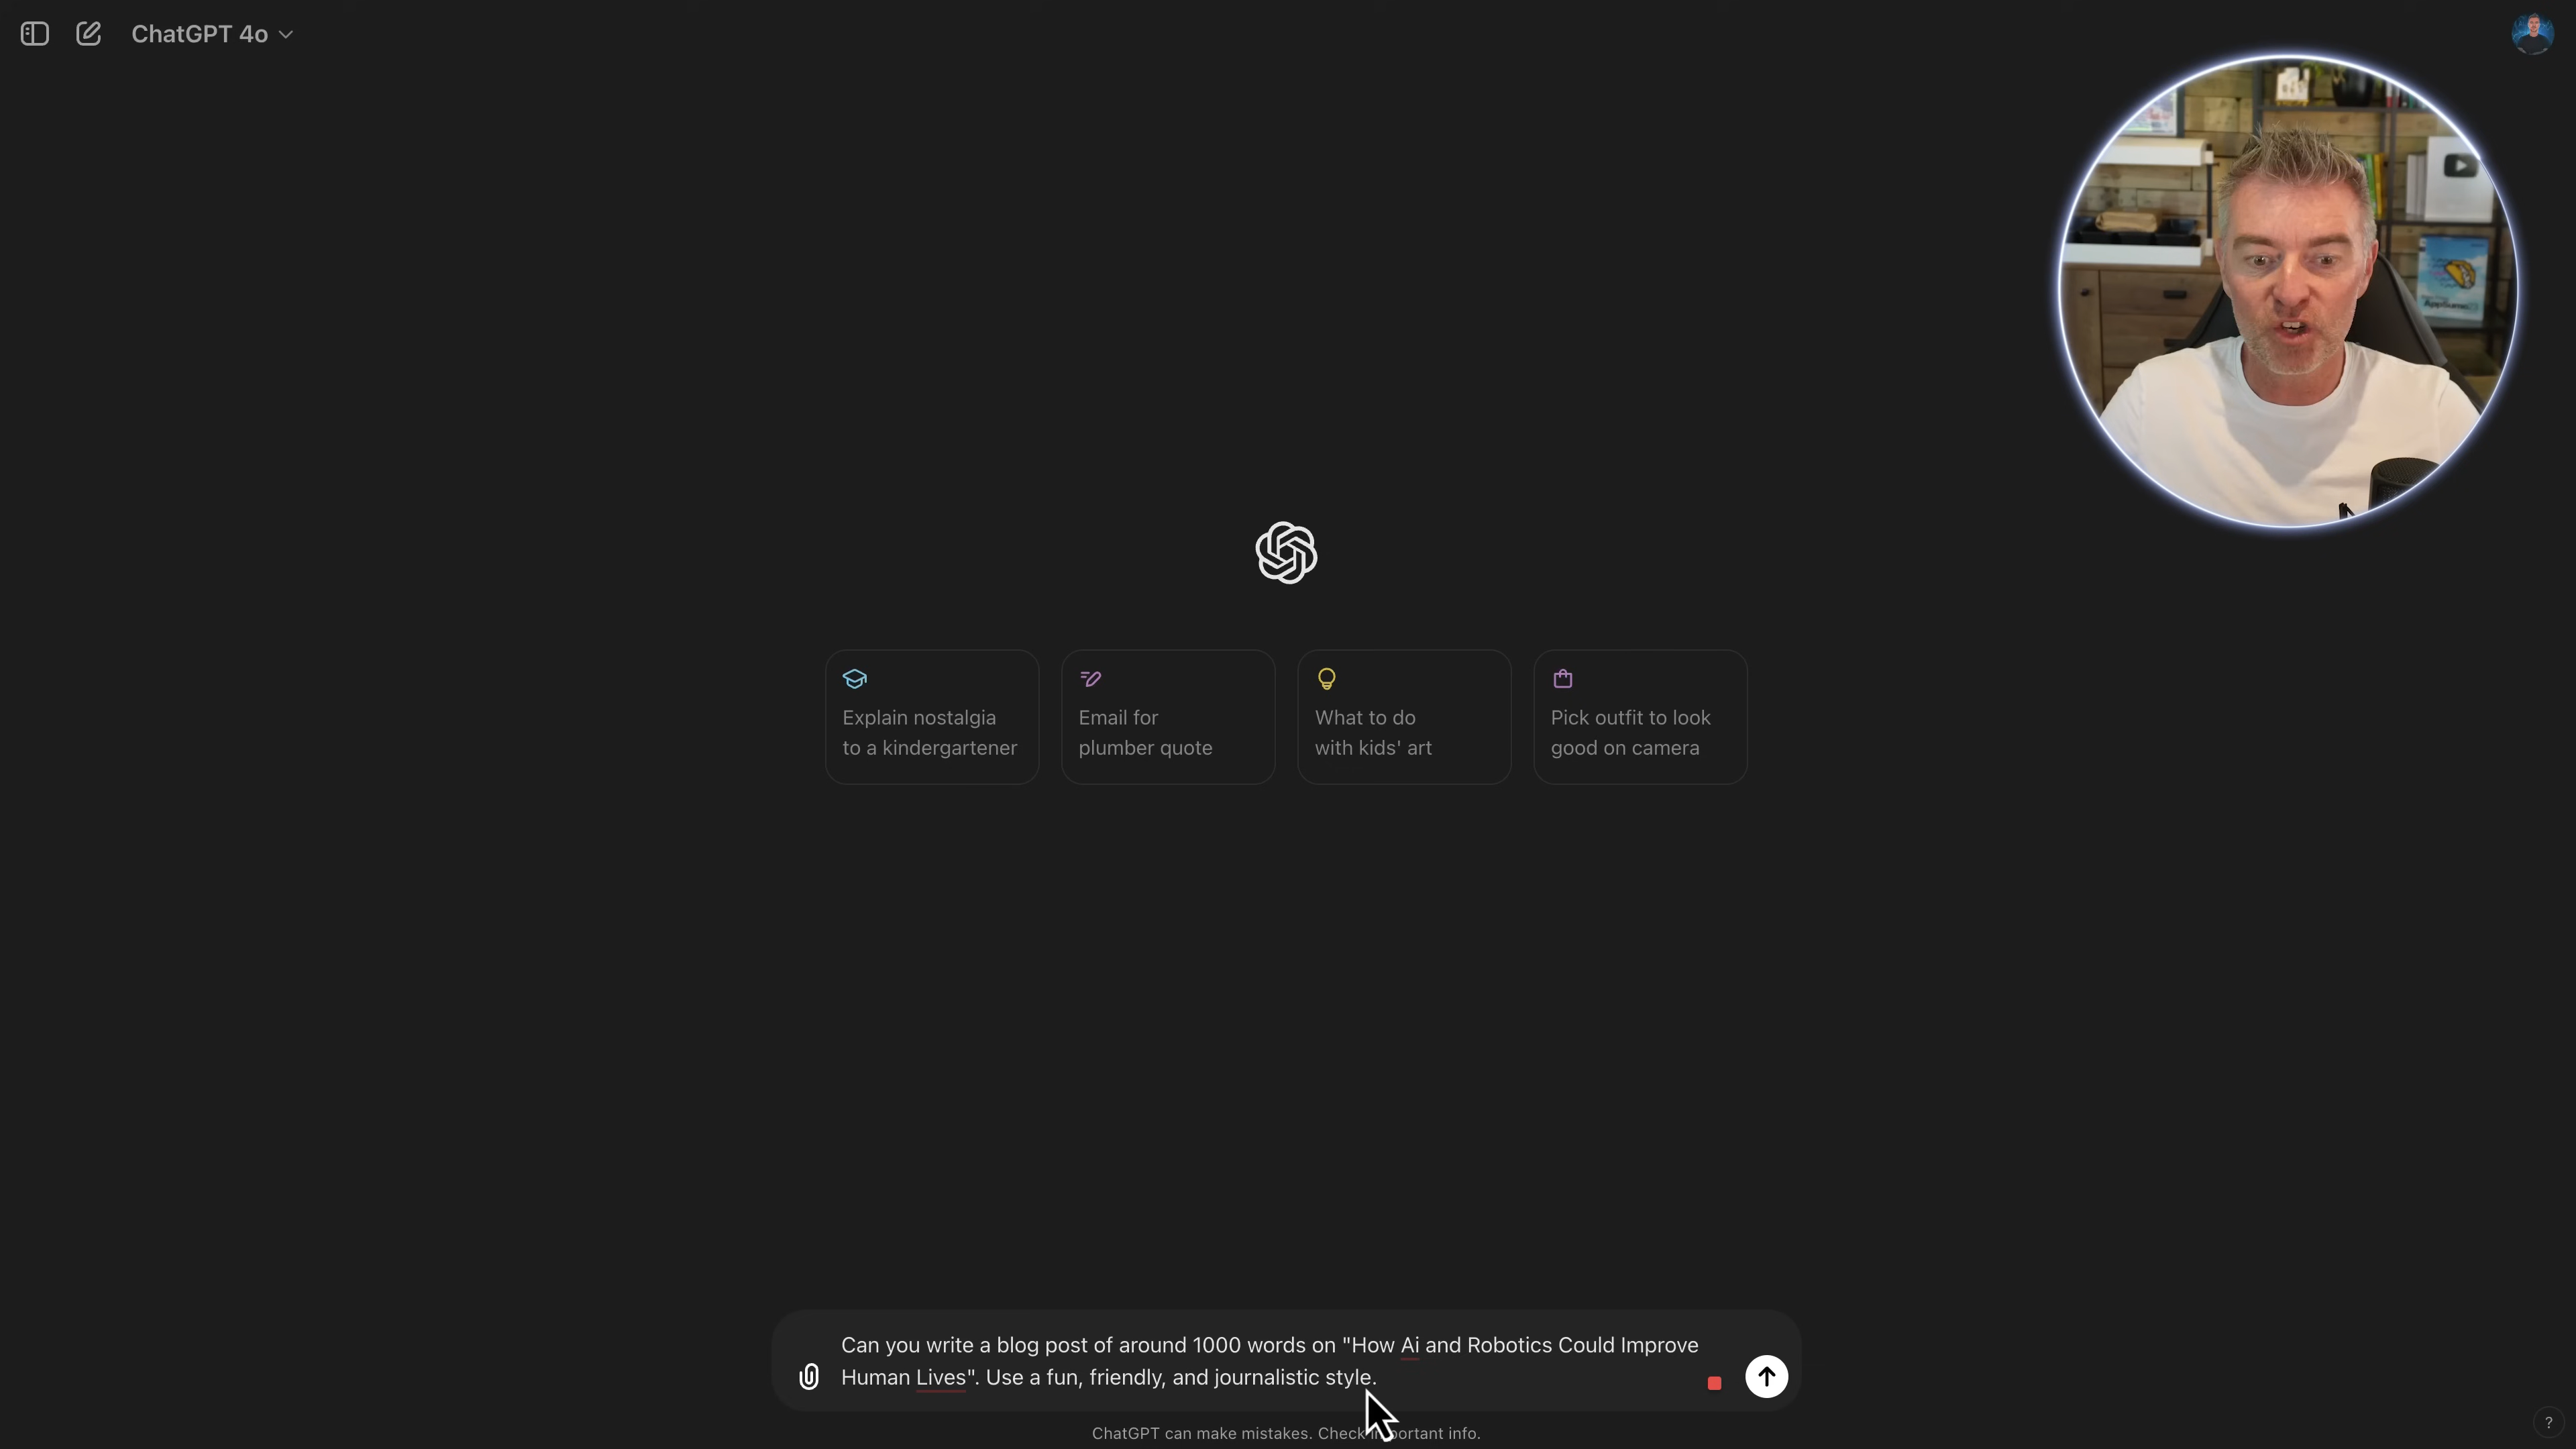 ChatGPT 4o
Explain nostalgia
to a kindergartener
Email for
plumber quote
What to do
with kids' art
Pick outfit to look
good on camera
Can you write a blog post of around 1000 words on "How Ai and Robotics Could Improve
Human Lives". Use a fun, friendly, and journalistic style.
ChatGPT can make mistakes. Check important info.
?